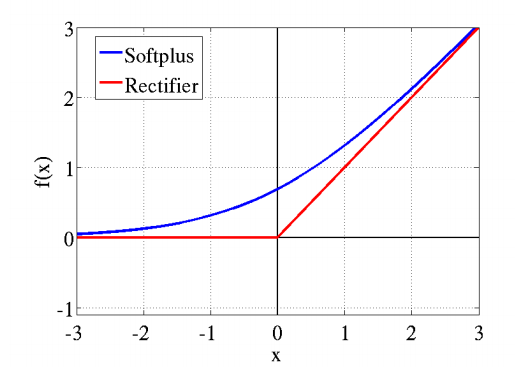 3
Softplus
Rectifier
2
f(x)
1
0
-1
-3 -2 -1 0 1 2 3
x